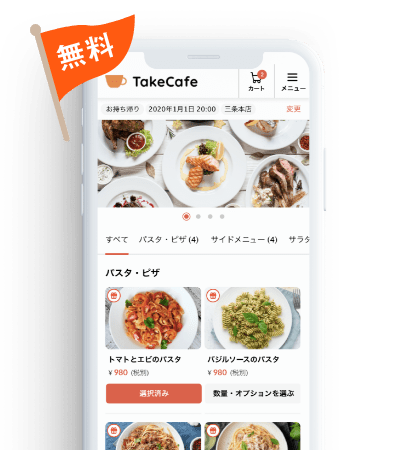 無料
TakeCafe
カート
メニュー
お持ち帰り 2020年1月1日 20:00 三条本店 変更
すべて パスタ・ピザ (4) サイドメニュー (4) サラダ
パスタ・ピザ
トマトとエビのパスタ
¥ 980 (税別)
選択済み
バジルソースのパスタ
¥ 980 (税別)
数量・オプションを選ぶ